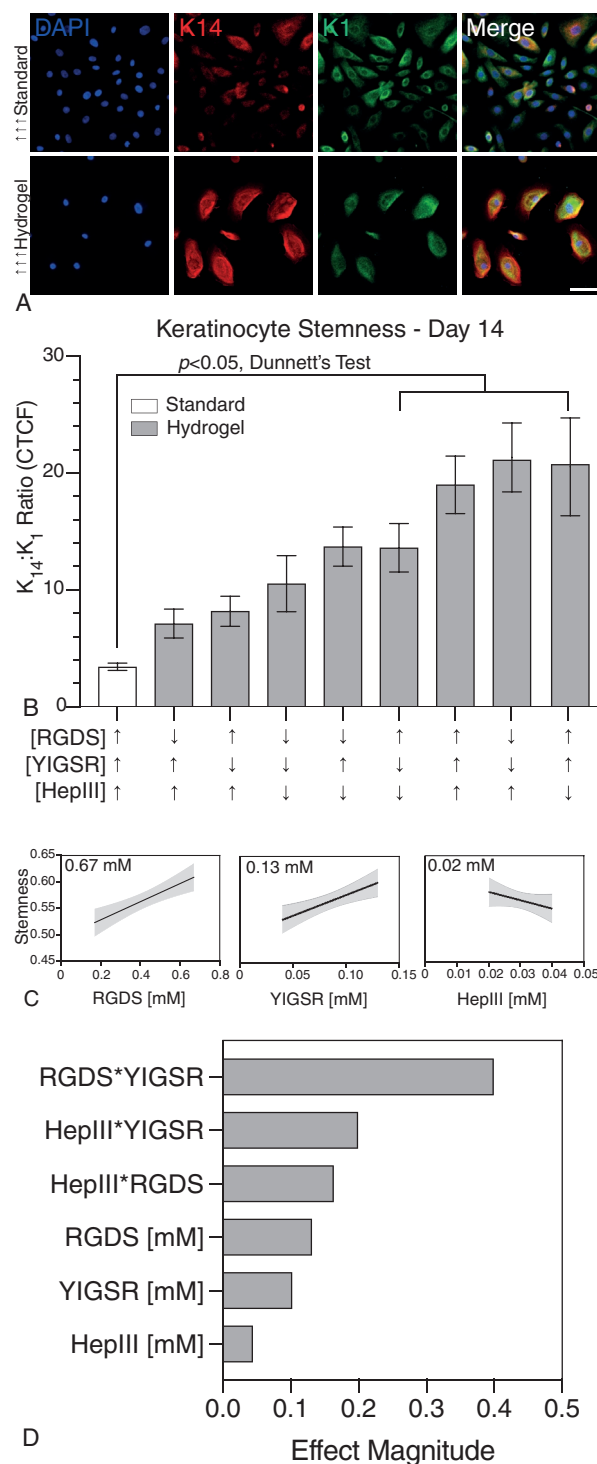 DAPI K14 K1 Merge
↑↑↑Standard
↑↑↑Hydrogel
A
Keratinocyte Stemness - Day 14
p<0.05, Dunnett's Test
Standard
Hydrogel
K14:K1 Ratio (CTCF)
30
20
10
0
B
[RGDS] ↑ ↓ ↑ ↓ ↓ ↑ ↑ ↓ ↑
[YIGSR] ↑ ↑ ↓ ↓ ↑ ↓ ↑ ↓ ↑
[HepIII] ↑ ↑ ↑ ↓ ↓ ↓ ↑ ↑ ↓
Stemness
0.65
0.60
0.55
0.50
0.45
0.67 mM 0.13 mM 0.02 mM
0 0.2 0.4 0.6 0.8 0 0.05 0.10 0.15 0 0.01 0.02 0.03 0.04 0.05
RGDS [mM] YIGSR [mM] HepIII [mM]
C
RGDS*YIGSR
HepIII*YIGSR
HepIII*RGDS
RGDS [mM]
YIGSR [mM]
HepIII [mM]
0.0 0.1 0.2 0.3 0.4 0.5
Effect Magnitude
D